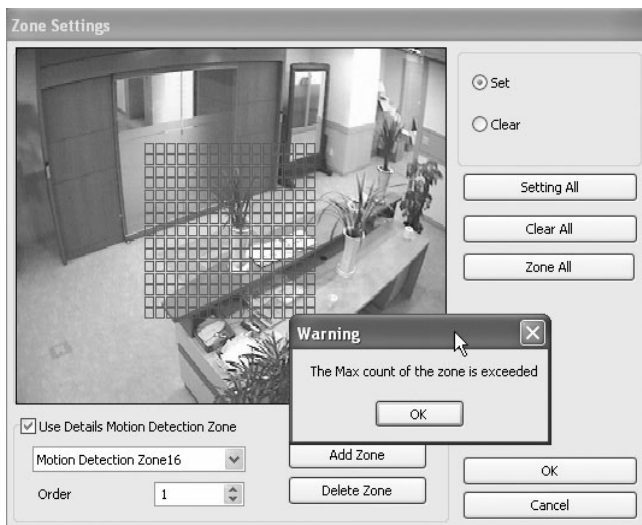 Zone Settings
Set
Clear
Setting All
Clear All
Zone All
Warning
The Max count of the zone is exceeded
OK
Use Details Motion Detection Zone
Motion Detection Zone16
Add Zone
Order
1
Delete Zone
OK
Cancel